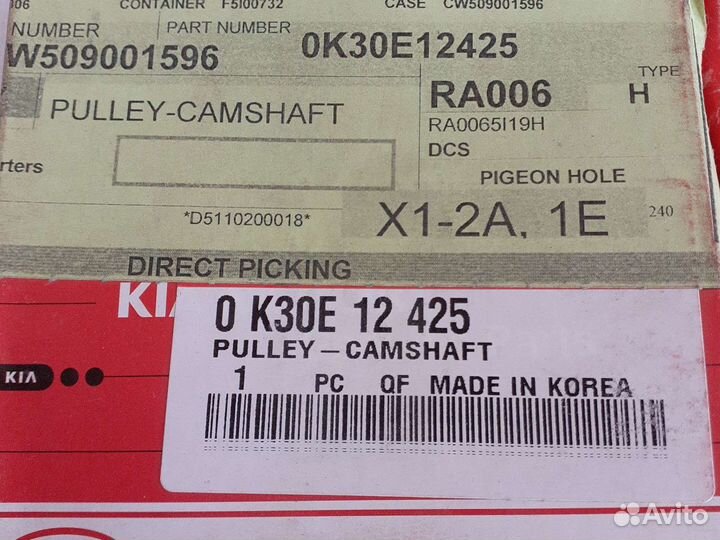 06 CONTAINER F5I00732 CASE CW509001596
NUMBER PART NUMBER
W509001596 0K30E12425
TYPE
PULLEY-CAMSHAFT RA006 H
RA0065I19H
DCS
rters
PIGEON HOLE
*D5110200018* X1-2A, 1E 240
DIRECT PICKING
KI
0 K30E 12 425
PULLEY-CAMSHAFT
1 PC QF MADE IN KOREA
KIA
Avito